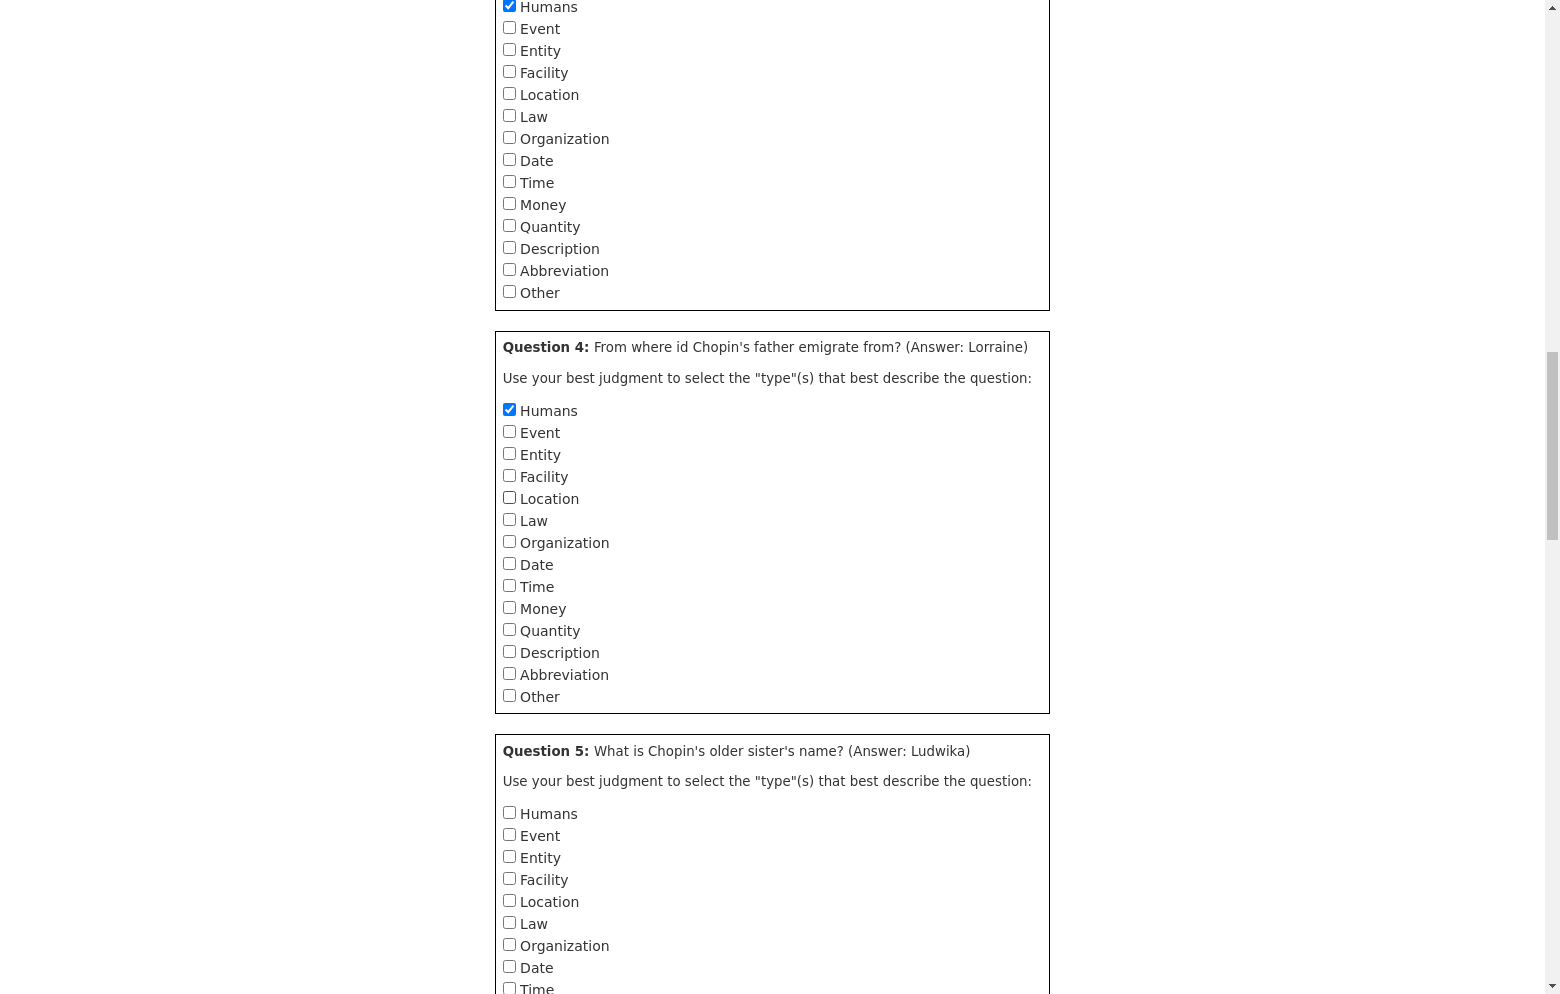 Humans
Event
Entity
Facility
Location
Law
Organization
Date
Time
Money
Quantity
Description
Abbreviation
Other
Question 4: From where id Chopin's father emigrate from? (Answer: Lorraine)
Use your best judgment to select the "type"(s) that best describe the question:
Humans
Event
Entity
Facility
Location
Law
Organization
Date
Time
Money
Quantity
Description
Abbreviation
Other
Question 5: What is Chopin's older sister's name? (Answer: Ludwika)
Use your best judgment to select the "type"(s) that best describe the question:
Humans
Event
Entity
Facility
Location
Law
Organization
Date
Time